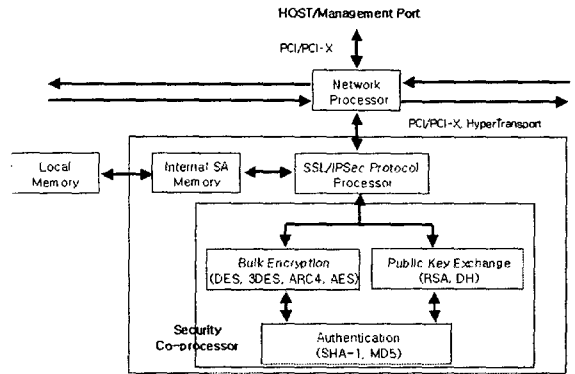 HOST/Management Port
PCI/PCI-X
Network
Processor
PCI/PCI-X, HyperTransport
Local
Memory
Internal SA
Memory
SSL/IPSec Protocol
Processor
Bulk Encryption
(DES, 3DES, ARC4, AES)
Public Key Exchange
(RSA, DH)
Security
Co-processor
Authentication
(SHA-1, MD5)